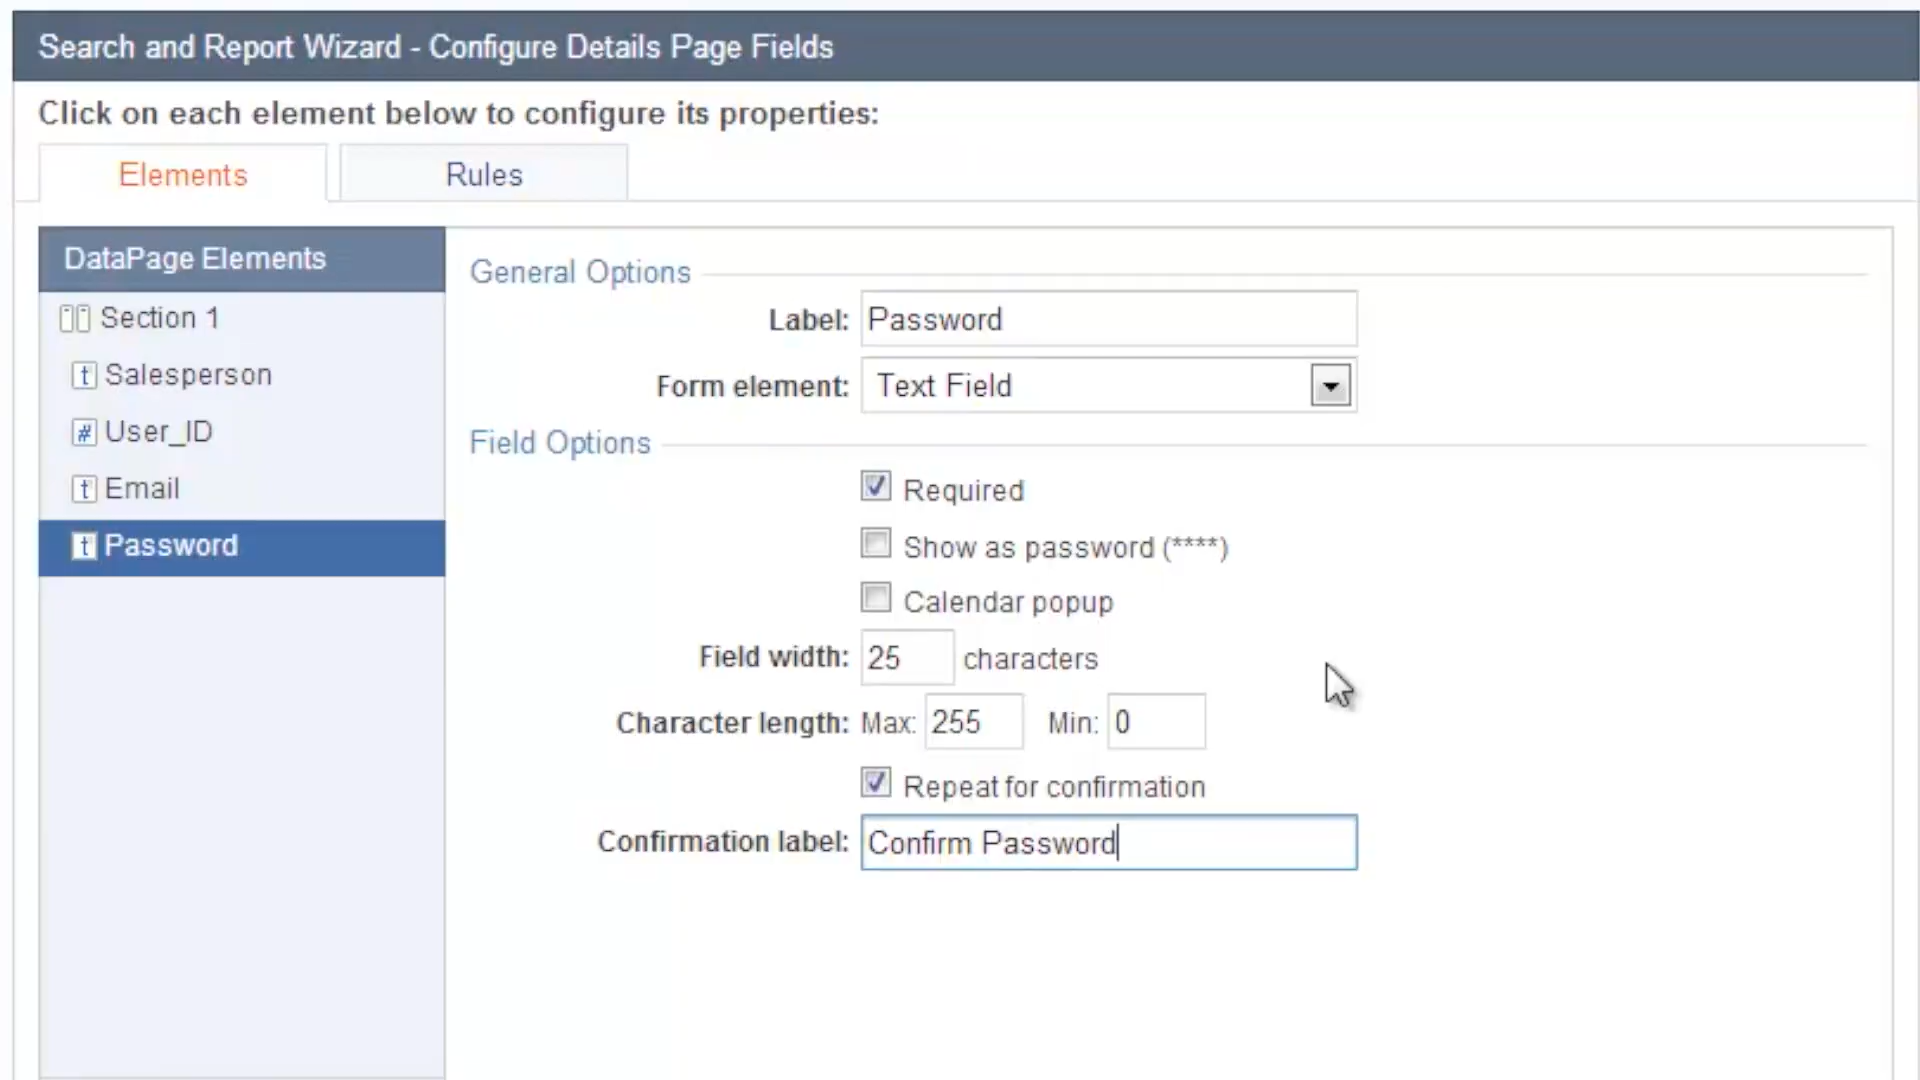 Search and Report Wizard - Configure Details Page Fields
Click on each element below to configure its properties:
Elements
Rules
DataPage Elements
Section 1
t Salesperson
# User_ID
t Email
t Password
General Options
Label: Password
Form element: Text Field
Field Options
Required
Show as password (****)
Calendar popup
Field width: 25 characters
Character length: Max: 255 Min: 0
Repeat for confirmation
Confirmation label: Confirm Password